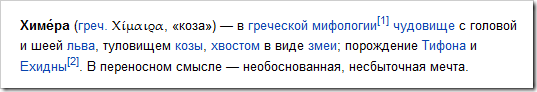 Химе́ра (греч. Χίμαιρα, «коза») — в греческой мифологии[1] чудовище с головой
и шеей льва, туловищем козы, хвостом в виде змеи; порождение Тифона и
Ехидны[2]. В переносном смысле — необоснованная, несбыточная мечта.